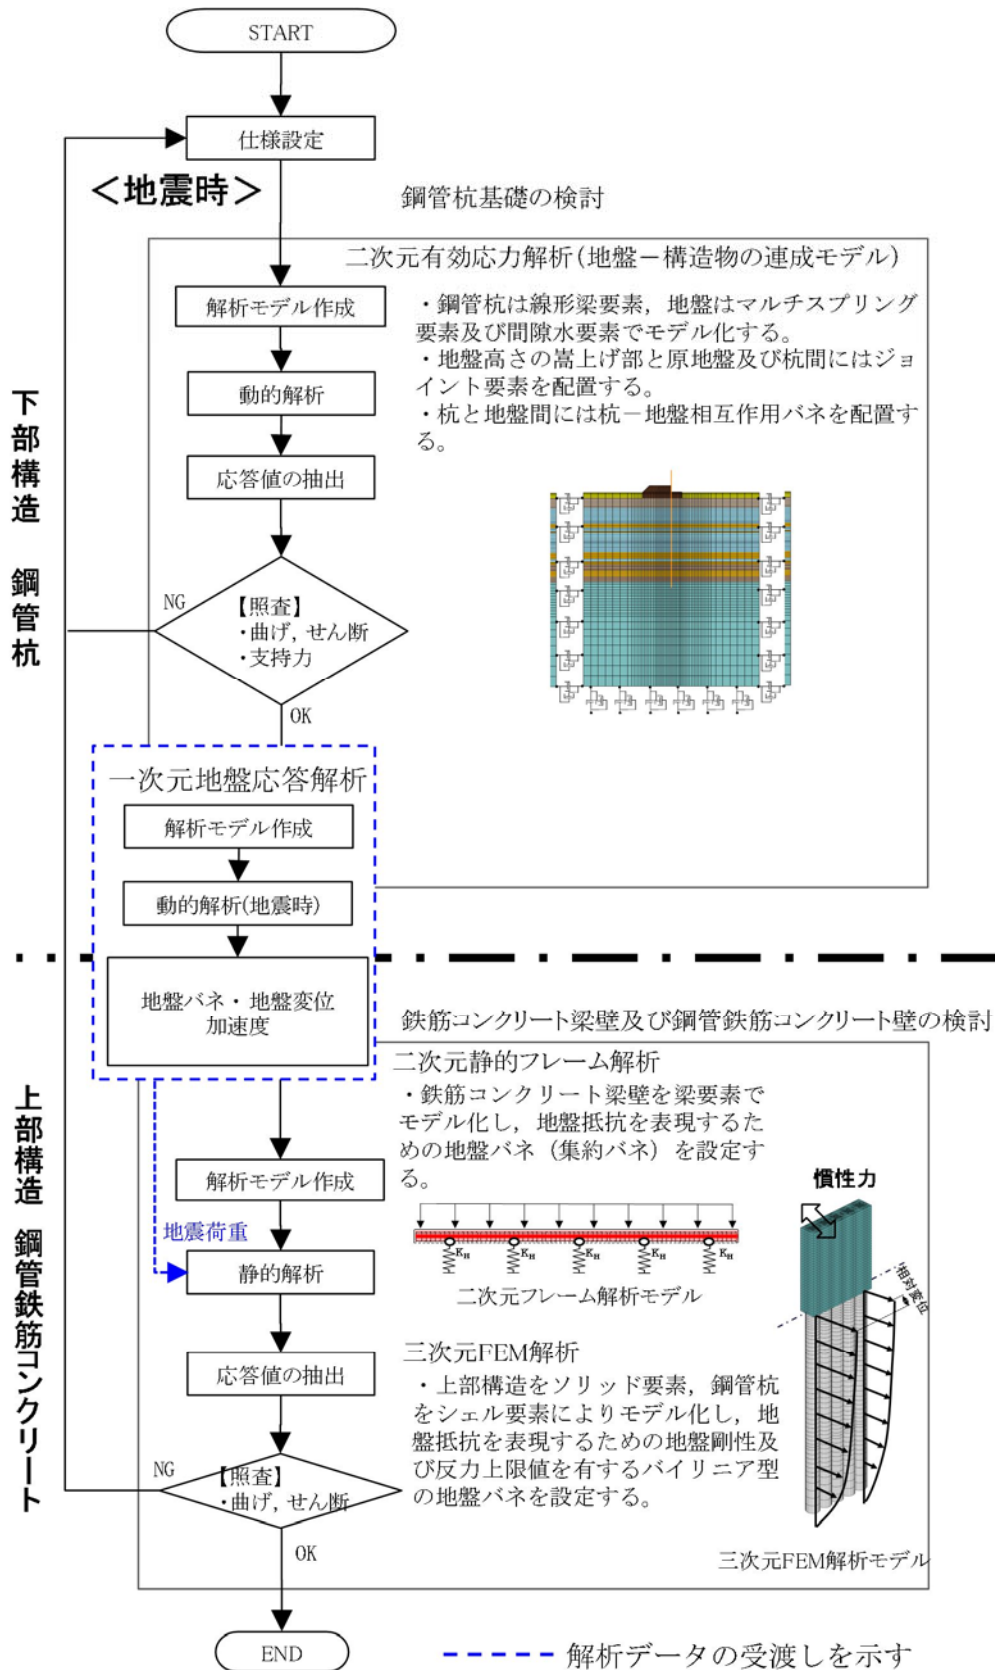 START
仕様設定
＜地震時＞
鋼管杭基礎の検討
二次元有効応力解析(地盤－構造物の連成モデル)
解析モデル作成
・鋼管杭は線形梁要素，地盤はマルチスプリング
要素及び間隙水要素でモデル化する。
・地盤高さの嵩上げ部と原地盤及び杭間にはジョ
イント要素を配置する。
・杭と地盤間には杭－地盤相互作用バネを配置す
る。
動的解析
応答値の抽出
下部構造 鋼管杭
NG
【照査】
・曲げ, せん断
・支持力
OK
一次元地盤応答解析
解析モデル作成
動的解析(地震時)
地盤バネ・地盤変位
加速度
鉄筋コンクリート梁壁及び鋼管鉄筋コンクリート壁の検討
二次元静的フレーム解析
・鉄筋コンクリート梁壁を梁要素で
モデル化し，地盤抵抗を表現するた
めの地盤バネ（集約バネ）を設定す
る。
上部構造 鋼管鉄筋コンクリート
解析モデル作成
地震荷重
静的解析
KH KH KH KH KH
二次元フレーム解析モデル
慣性力
相対変位
三次元FEM解析
・上部構造をソリッド要素，鋼管杭
をシェル要素によりモデル化し，地
盤抵抗を表現するための地盤剛性及
び反力上限値を有するバイリニア型
の地盤バネを設定する。
応答値の抽出
NG
【照査】
・曲げ, せん断
OK
三次元FEM解析モデル
END
解析データの受渡しを示す